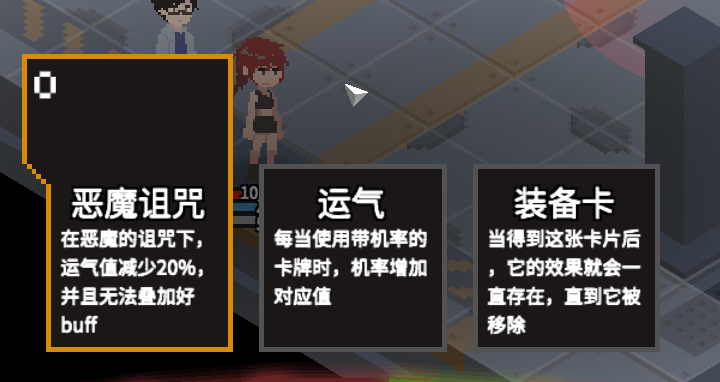 0
恶魔诅咒
在恶魔的诅咒下，
运气值减少20%，
并且无法叠加好
buff
10
运气
每当使用带机率的
卡牌时，机率增加
对应值
装备卡
当得到这张卡片后
，它的效果就会一
直存在，直到它被
移除